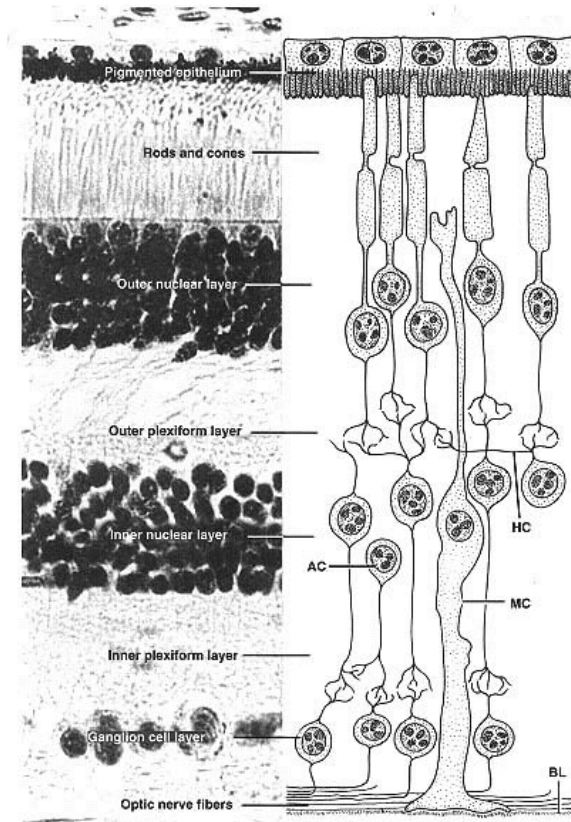 Pigmented epithelium
Rods and cones
Outer nuclear layer
Outer plexiform layer
HC
Inner nuclear layer
AC
MC
Inner plexiform layer
Ganglion cell layer
BL
Optic nerve fibers